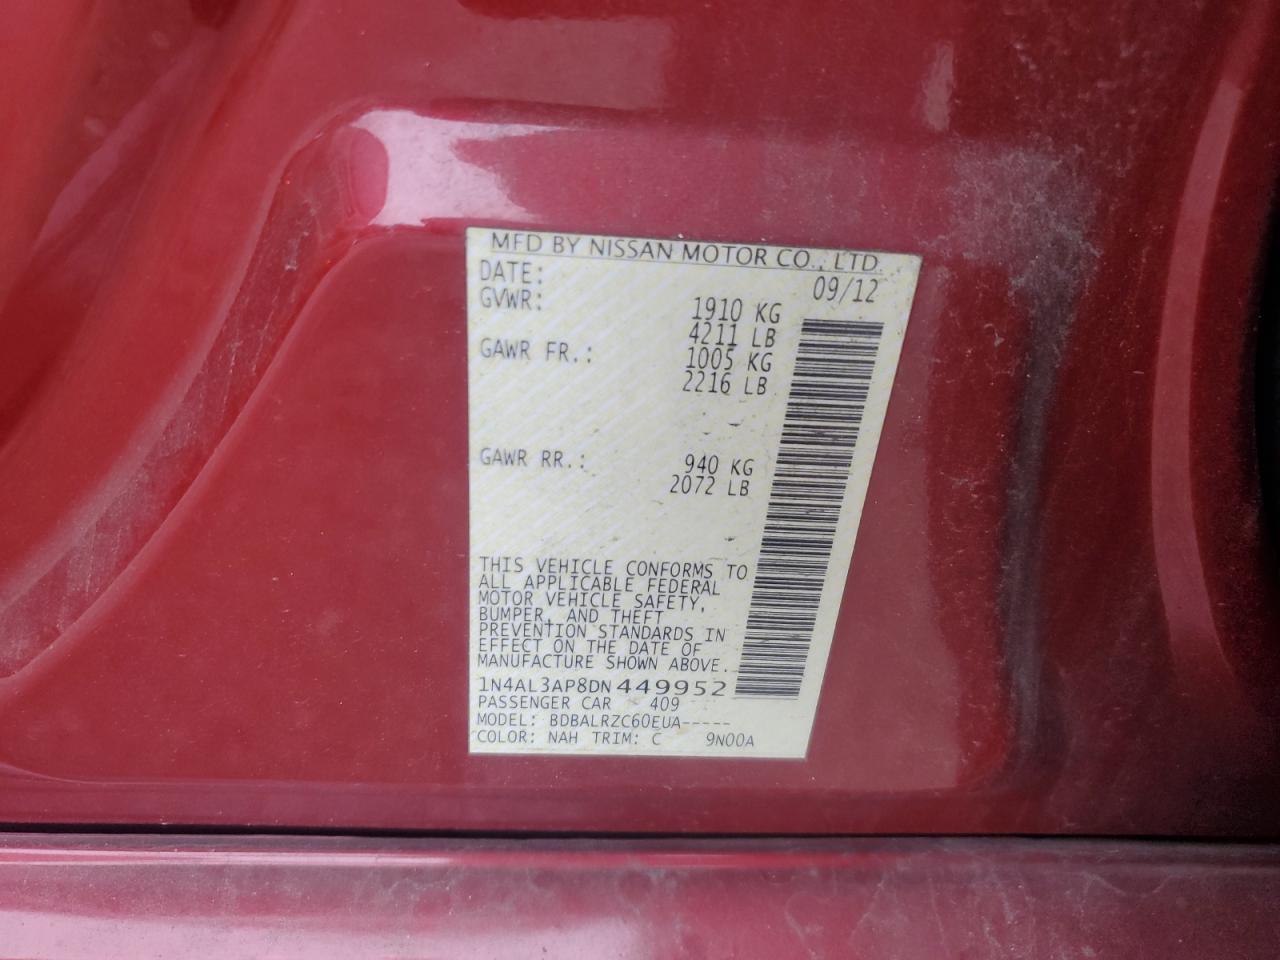 MFD BY NISSAN MOTOR CO., LTD.
DATE: 09/12
GVWR: 1910 KG
4211 LB
GAWR FR.: 1005 KG
2216 LB
GAWR RR.: 940 KG
2072 LB
THIS VEHICLE CONFORMS TO
ALL APPLICABLE FEDERAL
MOTOR VEHICLE SAFETY,
BUMPER, AND THEFT
PREVENTION STANDARDS IN
EFFECT ON THE DATE OF
MANUFACTURE SHOWN ABOVE.
1N4AL3AP8DN449952
PASSENGER CAR 409
MODEL: BDBALRZC60EUA-----
COLOR: NAH TRIM: C 9N00A